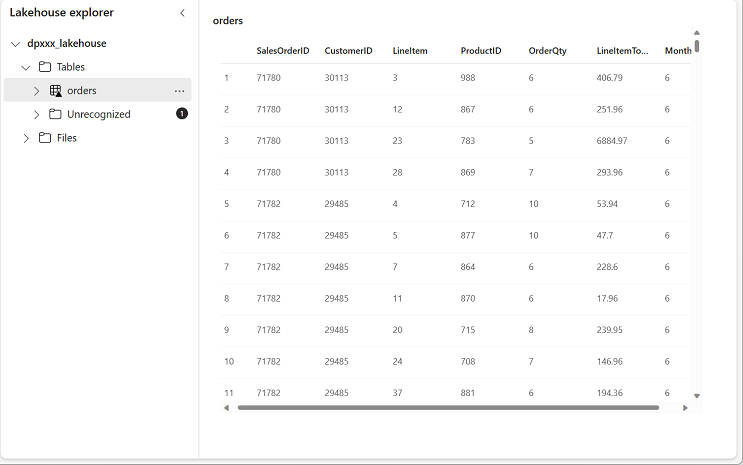 Lakehouse explorer
dpxxx_lakehouse
Tables
orders
Unrecognized 1
Files
orders
SalesOrderID CustomerID LineItem ProductID OrderQty LineItemTo... Month
1 71780 30113 3 988 6 406.79 6
2 71780 30113 12 867 6 251.96 6
3 71780 30113 23 783 5 6884.97 6
4 71780 30113 28 869 7 293.96 6
5 71782 29485 4 712 10 53.94 6
6 71782 29485 5 877 10 47.7 6
7 71782 29485 7 864 6 228.6 6
8 71782 29485 11 870 6 17.96 6
9 71782 29485 20 715 8 239.95 6
10 71782 29485 24 708 7 146.96 6
11 71782 29485 37 881 6 194.36 6